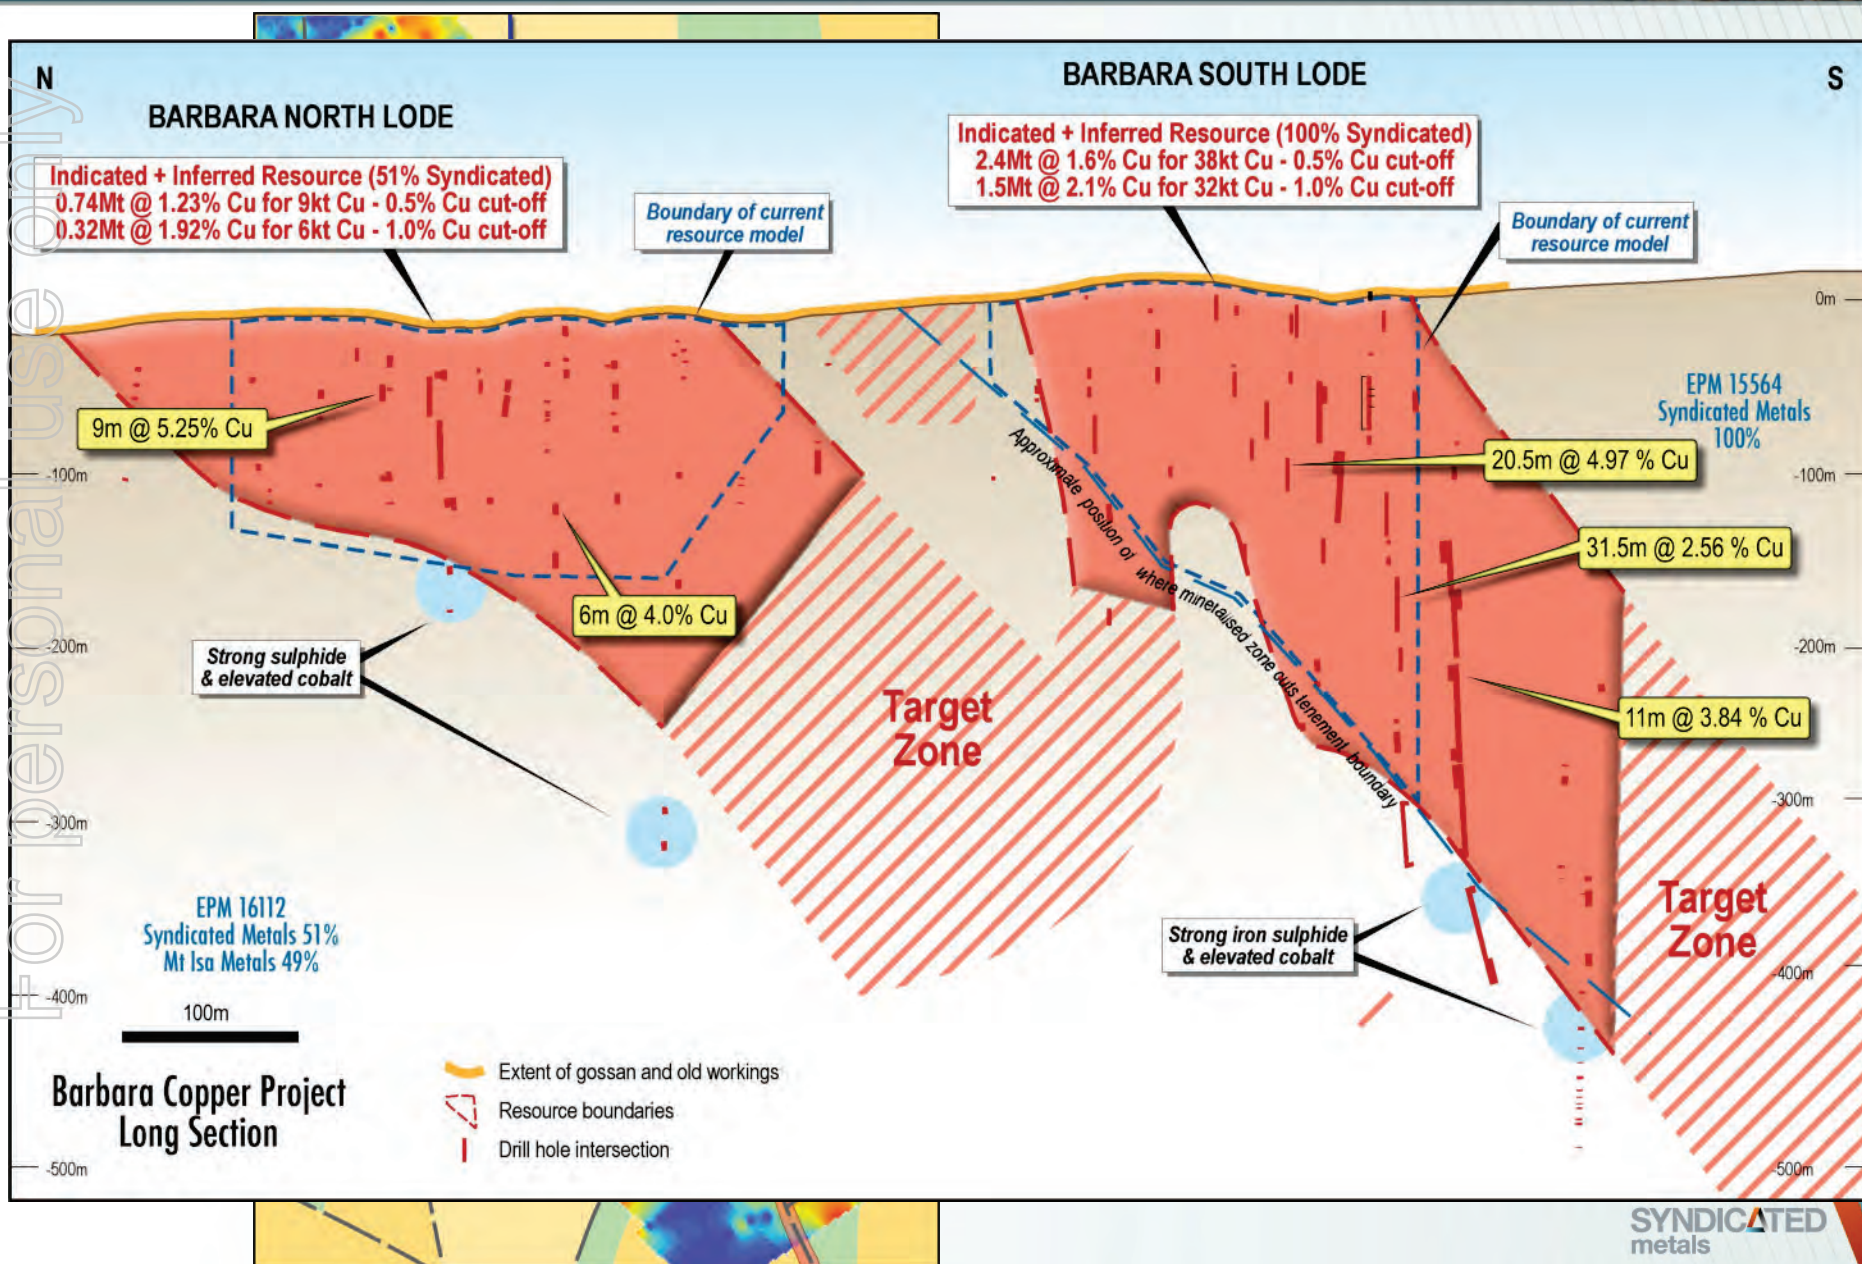 For personal use only
N
S
BARBARA NORTH LODE
BARBARA SOUTH LODE
Indicated + Inferred Resource (51% Syndicated)
0.74Mt @ 1.23% Cu for 9kt Cu - 0.5% Cu cut-off
0.32Mt @ 1.92% Cu for 6kt Cu - 1.0% Cu cut-off
Boundary of current
resource model
Indicated + Inferred Resource (100% Syndicated)
2.4Mt @ 1.6% Cu for 38kt Cu - 0.5% Cu cut-off
1.5Mt @ 2.1% Cu for 32kt Cu - 1.0% Cu cut-off
Boundary of current
resource model
0m
EPM 15564
Syndicated Metals
100%
9m @ 5.25% Cu
20.5m @ 4.97 % Cu
-100m
-100m
Approximate position of where mineralised zone cuts tenement boundary
31.5m @ 2.56 % Cu
6m @ 4.0% Cu
-200m
-200m
Strong sulphide
& elevated cobalt
Target
Zone
11m @ 3.84 % Cu
-300m
-300m
EPM 16112
Syndicated Metals 51%
Mt Isa Metals 49%
Strong iron sulphide
& elevated cobalt
Target
Zone
-400m
-400m
100m
Barbara Copper Project
Long Section
Extent of gossan and old workings
Resource boundaries
Drill hole intersection
-500m
-500m
SYNDICATED
metals